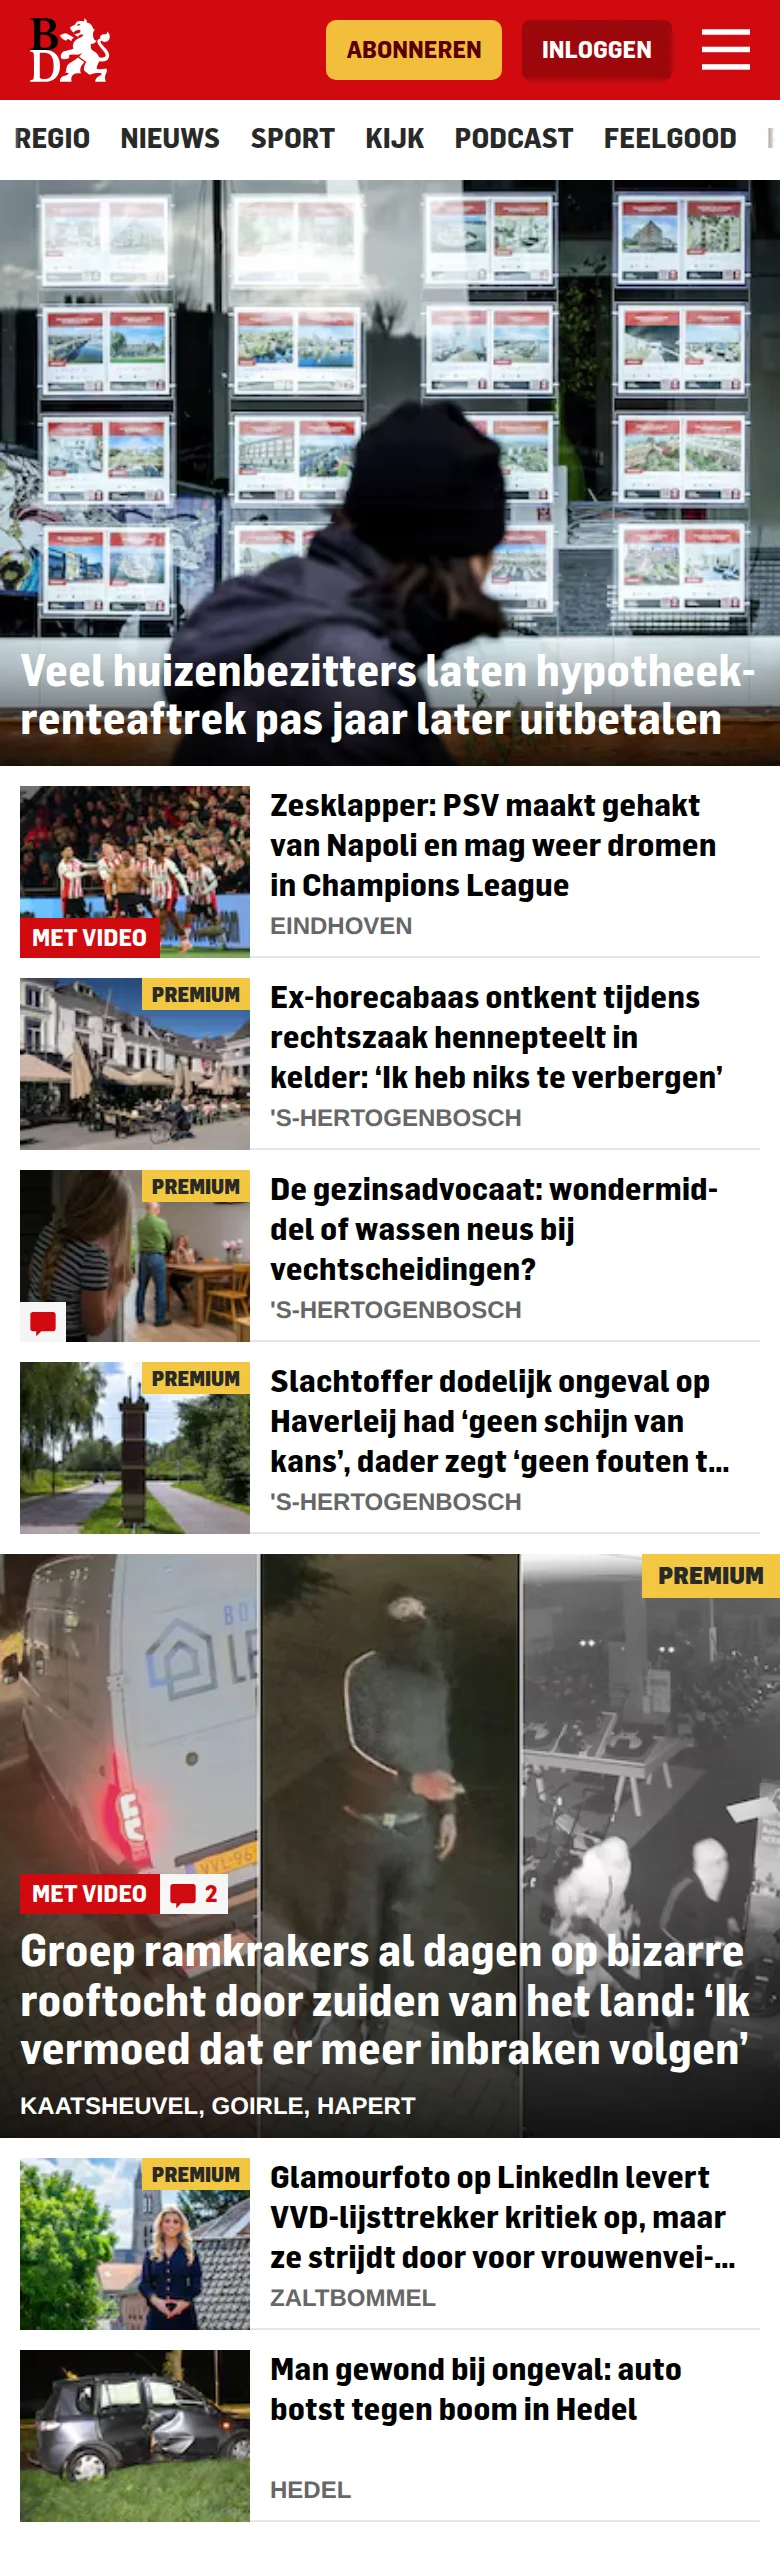 BD
ABONNEREN
INLOGGEN
REGIO NIEUWS SPORT KIJK PODCAST FEELGOOD
Veel huizenbezitters laten hypotheek-
renteaftrek pas jaar later uitbetalen
MET VIDEO
Zesklapper: PSV maakt gehakt
van Napoli en mag weer dromen
in Champions League
EINDHOVEN
PREMIUM
Ex-horecabaas ontkent tijdens
rechtszaak hennepteelt in
kelder: ‘Ik heb niks te verbergen’
'S-HERTOGENBOSCH
PREMIUM
De gezinsadvocaat: wondermid-
del of wassen neus bij
vechtscheidingen?
'S-HERTOGENBOSCH
PREMIUM
Slachtoffer dodelijk ongeval op
Haverleij had ‘geen schijn van
kans’, dader zegt ‘geen fouten t...
'S-HERTOGENBOSCH
PREMIUM
MET VIDEO 2
Groep ramkrakers al dagen op bizarre
rooftocht door zuiden van het land: ‘Ik
vermoed dat er meer inbraken volgen’
KAATSHEUVEL, GOIRLE, HAPERT
PREMIUM
Glamourfoto op LinkedIn levert
VVD-lijsttrekker kritiek op, maar
ze strijdt door voor vrouwenvei-...
ZALTBOMMEL
Man gewond bij ongeval: auto
botst tegen boom in Hedel
HEDEL